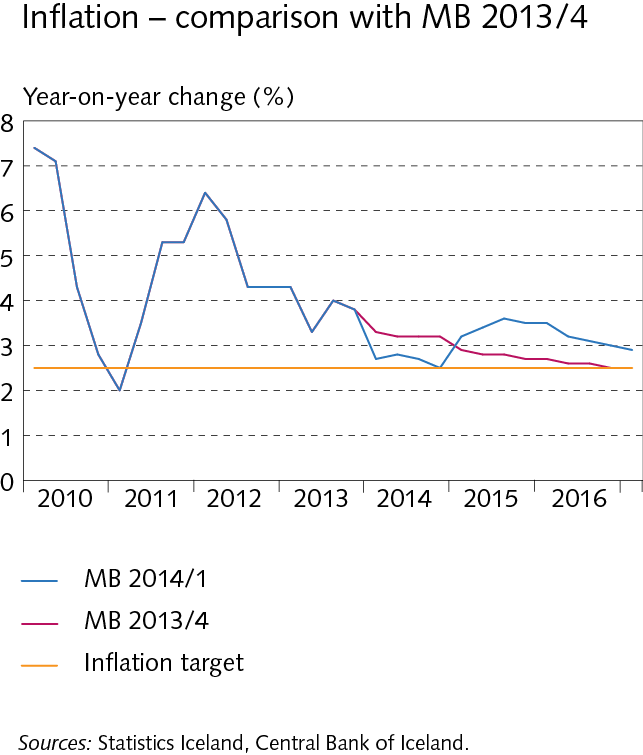 Inflation – comparison with MB 2013/4
Year-on-year change (%)
8
7
6
5
4
3
2
1
0
2010 2011 2012 2013 2014 2015 2016
MB 2014/1
MB 2013/4
Inflation target
Sources: Statistics Iceland, Central Bank of Iceland.